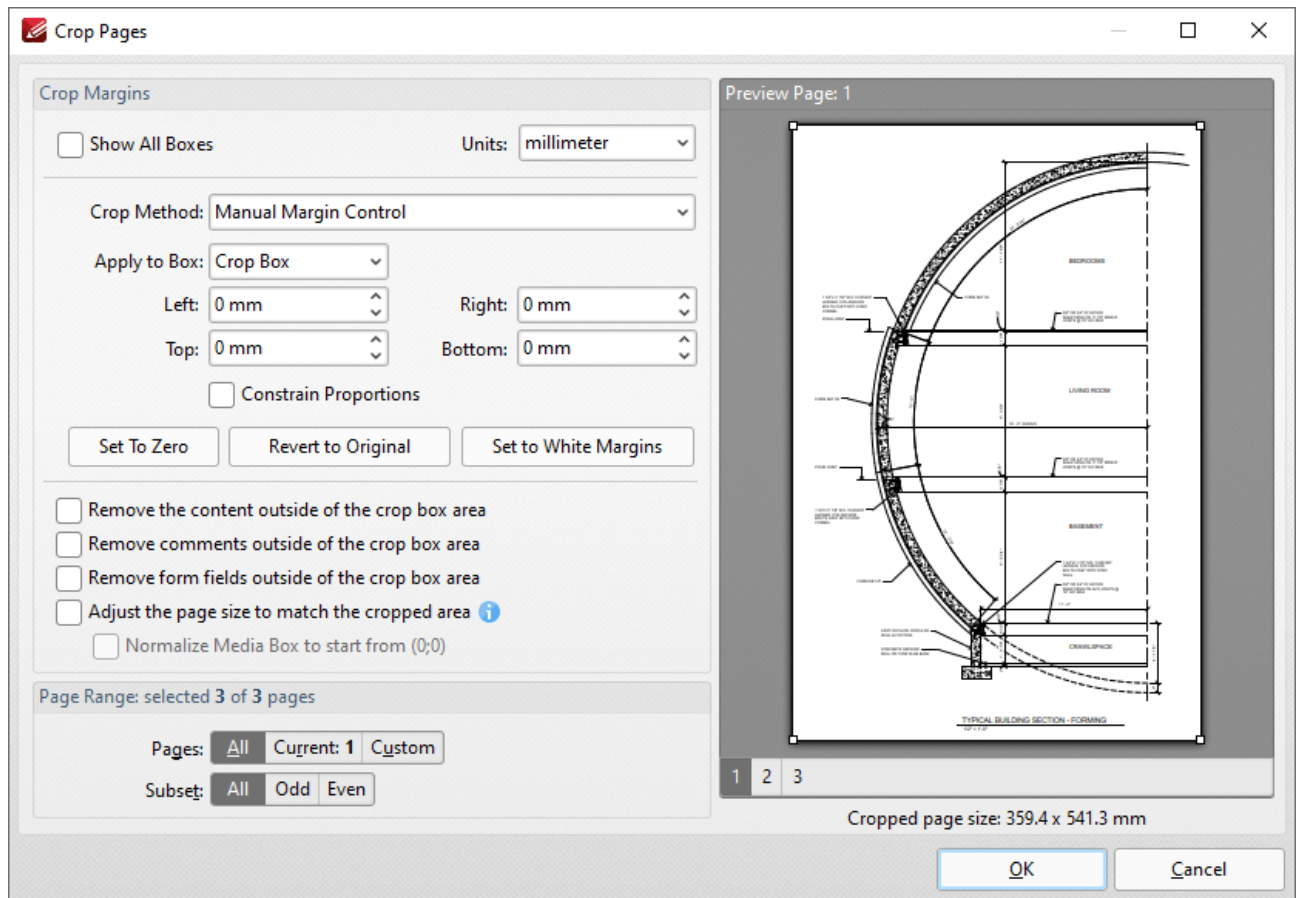 Crop Pages
Crop Margins
Show All Boxes
Units: millimeter
Crop Method: Manual Margin Control
Apply to Box: Crop Box
Left: 0 mm Right: 0 mm
Top: 0 mm Bottom: 0 mm
Constrain Proportions
Set To Zero Revert to Original Set to White Margins
Remove the content outside of the crop box area
Remove comments outside of the crop box area
Remove form fields outside of the crop box area
Adjust the page size to match the cropped area i
Normalize Media Box to start from (0;0)
Page Range: selected 3 of 3 pages
Pages: All Current: 1 Custom
Subset: All Odd Even
Preview Page: 1
BEDROOMS
LIVING ROOM
BASEMENT
CRAWLSPACE
TYPICAL BUILDING SECTION - FORMING
1 2 3
Cropped page size: 359.4 x 541.3 mm
OK Cancel